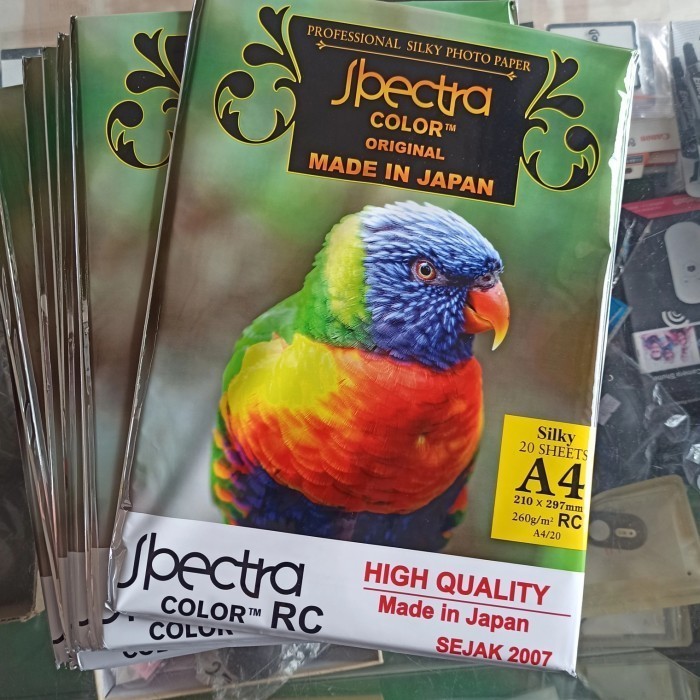 PROFESSIONAL SILKY PHOTO PAPER
Spectra
COLOR™
ORIGINAL
MADE IN JAPAN
Silky
20 SHEETS
A4
210 x 297mm
260g/m² RC
A4/20
Spectra
COLOR™ RC
HIGH QUALITY
Made in Japan
SEJAK 2007
COLOR